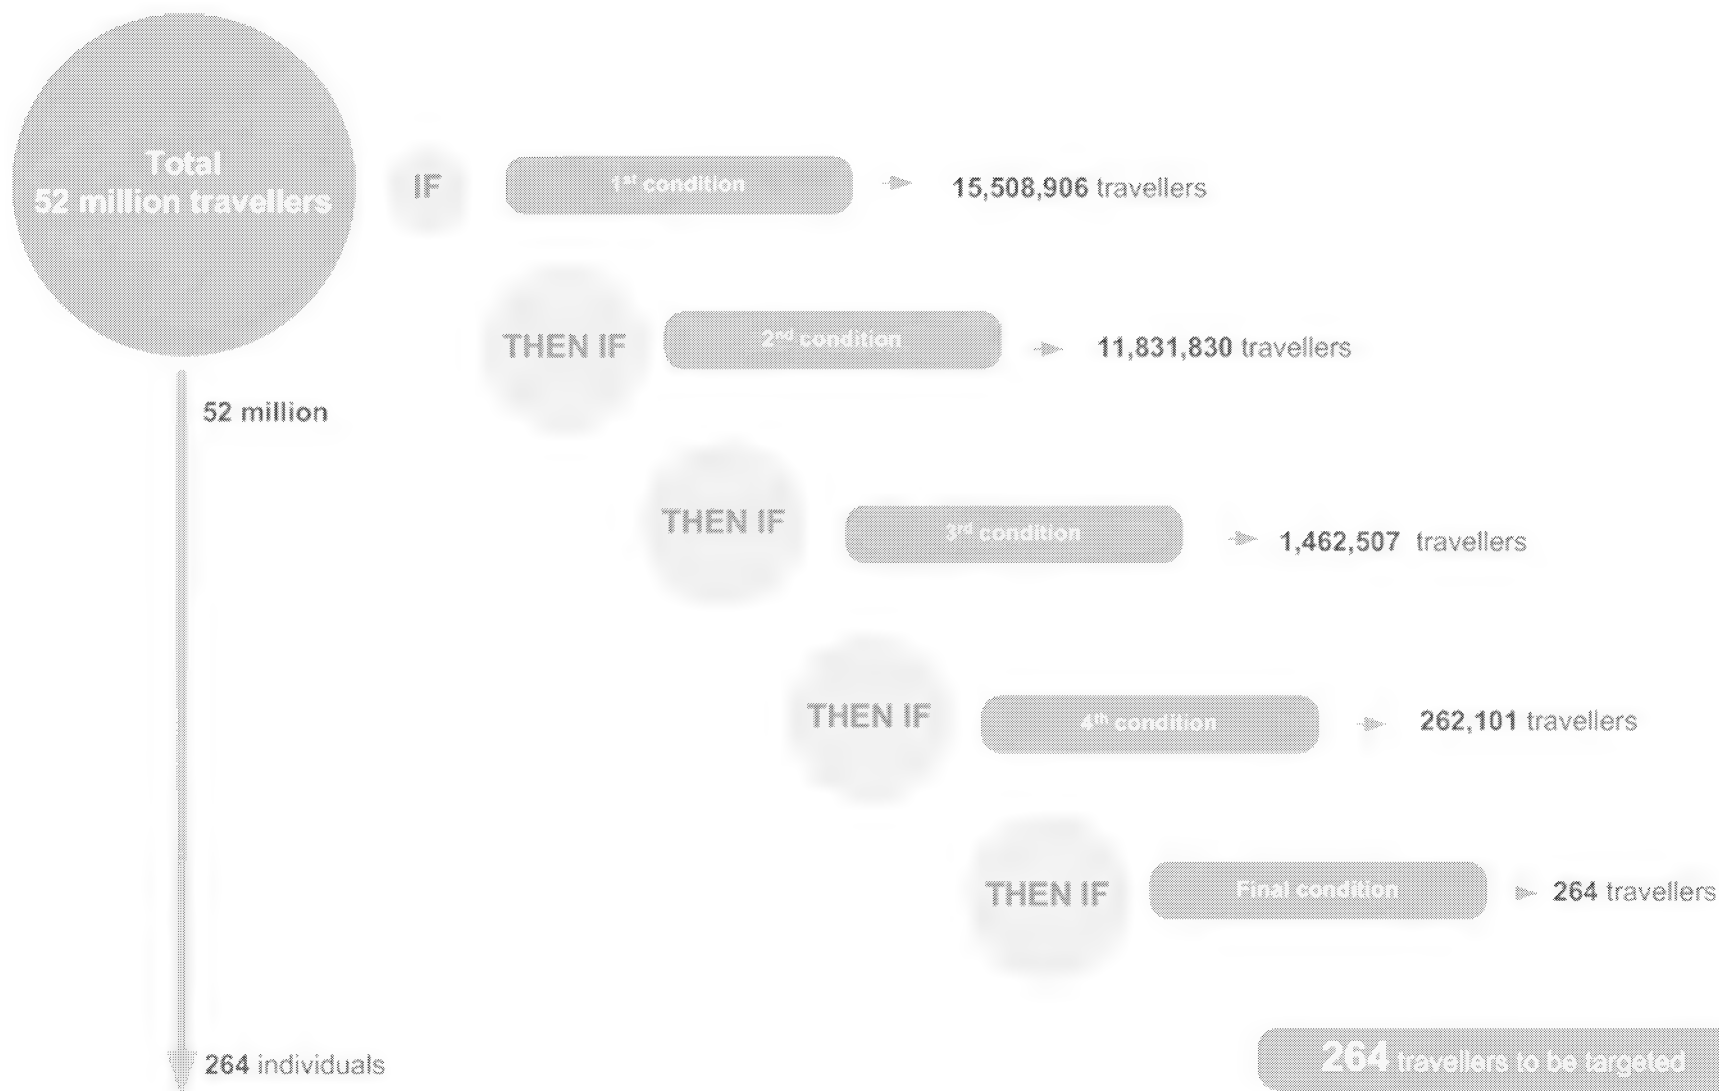 Total
52 million travellers
IF
1st condition
15,508,906 travellers
THEN IF
2nd condition
11,831,830 travellers
52 million
THEN IF
3rd condition
1,462,507 travellers
THEN IF
4th condition
262,101 travellers
THEN IF
Final condition
264 travellers
264 individuals
264 travellers to be targeted